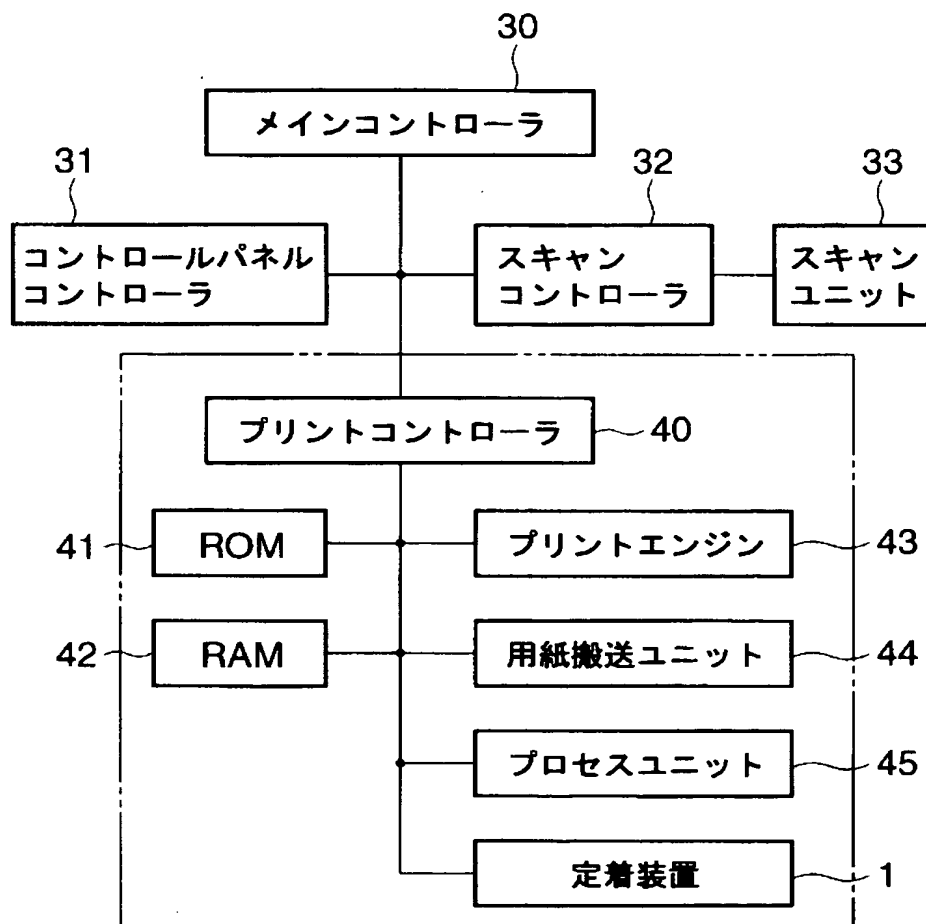 30
メインコントローラ
31
32
33
コントロールパネル
コントローラ
スキャン
コントローラ
スキャン
ユニット
プリントコントローラ
40
41
ROM
プリントエンジン
43
42
RAM
用紙搬送ユニット
44
プロセスユニット
45
定着装置
1